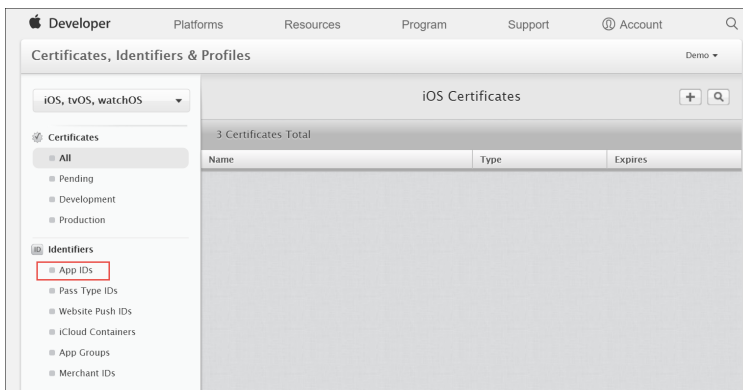 Developer Platforms Resources Program Support Account
Certificates, Identifiers & Profiles Demo
iOS, tvOS, watchOS
iOS Certificates
3 Certificates Total
Name Type Expires
Certificates
All
Pending
Development
Production
ID Identifiers
App IDs
Pass Type IDs
Website Push IDs
iCloud Containers
App Groups
Merchant IDs